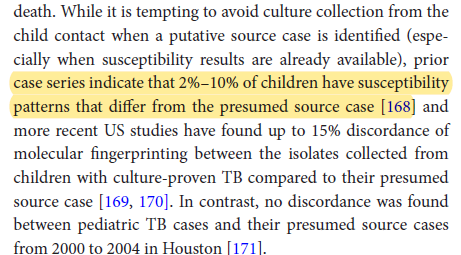 death. While it is tempting to avoid culture collection from the
child contact when a putative source case is identified (espe-
cially when susceptibility results are already available), prior
case series indicate that 2%–10% of children have susceptibility
patterns that differ from the presumed source case [168] and
more recent US studies have found up to 15% discordance of
molecular fingerprinting between the isolates collected from
children with culture-proven TB compared to their presumed
source case [169, 170]. In contrast, no discordance was found
between pediatric TB cases and their presumed source cases
from 2000 to 2004 in Houston [171].